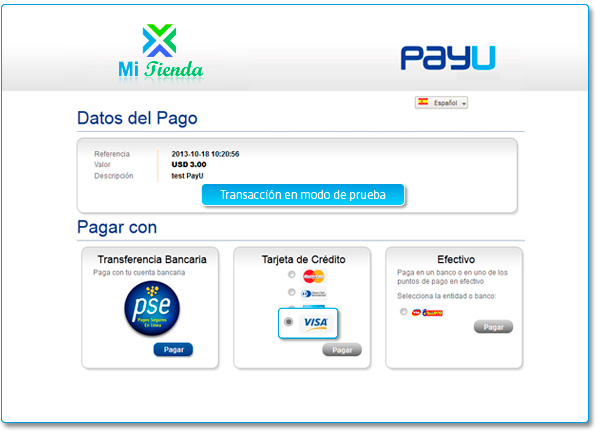 Mi Tienda
PayU
Español
Datos del Pago
Referencia 2013-10-18 10:20:56
Valor USD 3.00
Descripción test PayU
Transacción en modo de prueba
Pagar con
Transferencia Bancaria
Paga con tu cuenta bancaria
pse
Pagos Seguros
En línea
Pagar
Tarjeta de Crédito
MasterCard
VISA
Pagar
Efectivo
Paga en un banco o en uno de los
puntos de pago en efectivo
Selecciona la entidad o banco:
Pagar